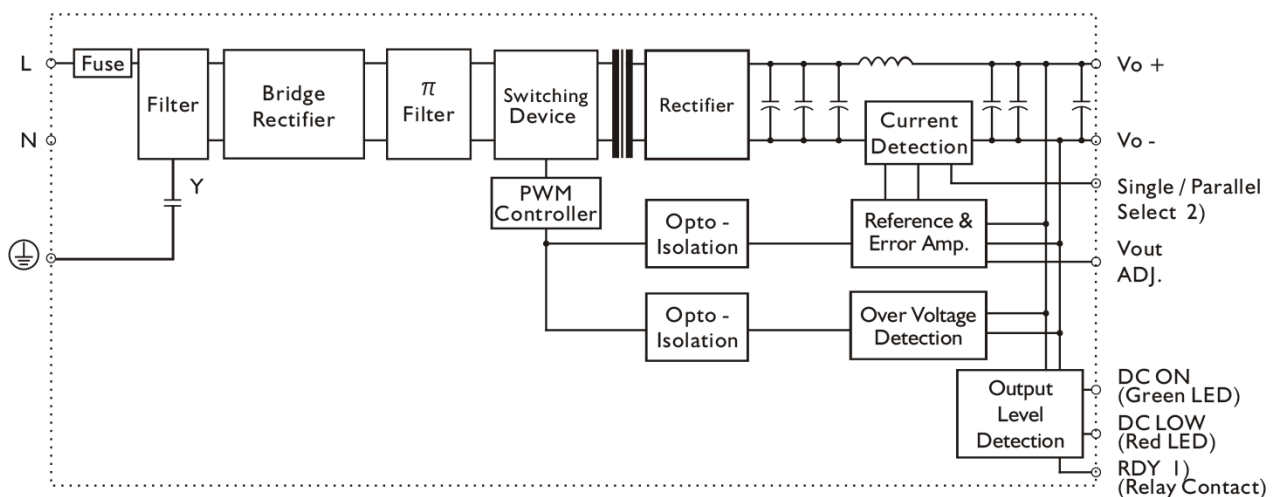 L
Fuse
Filter
Bridge
Rectifier
π
Filter
Switching
Device
Rectifier
Current
Detection
Vo +
N
Vo -
Y
PWM
Controller
Opto -
Isolation
Reference &
Error Amp.
Single / Parallel
Select 2)
Vout
ADJ.
Opto -
Isolation
Over Voltage
Detection
Output
Level
Detection
DC ON
(Green LED)
DC LOW
(Red LED)
RDY 1)
(Relay Contact)